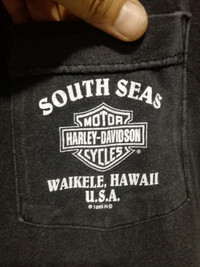 SOUTH SEAS
MOTOR
HARLEY-DAVIDSON
CYCLES ®
WAIKELE, HAWAII
U.S.A.